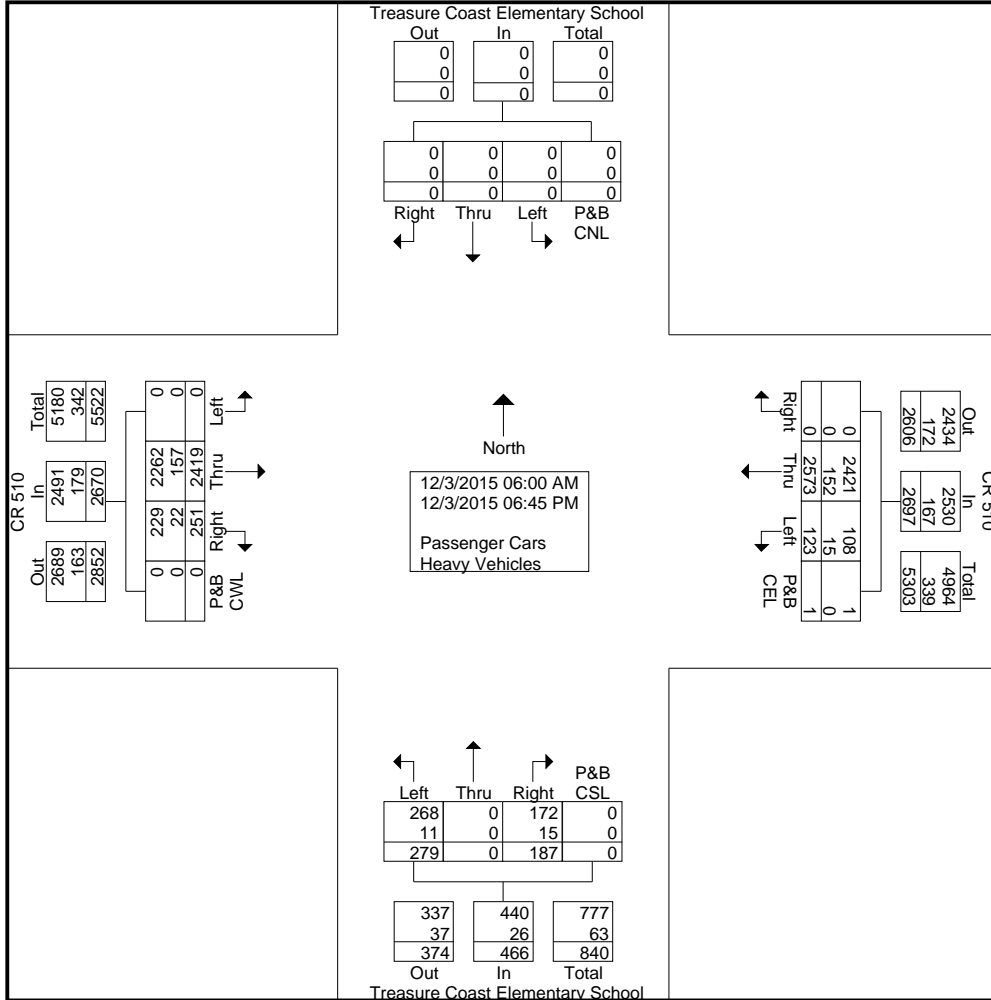 Treasure Coast Elementary School
Out In Total
0 0 0
0 0 0
0 0 0
0 0 0 0
0 0 0 0
0 0 0 0
Right Thru Left P&B
CNL
CR 510
Total In Out
5180 2491 2689
342 179 163
5522 2670 2852
0 2262 229 0
0 157 22 0
0 2419 251 0
Left Thru Right P&B
CWL
North
12/3/2015 06:00 AM
12/3/2015 06:45 PM
Passenger Cars
Heavy Vehicles
CR 510
Out In Total
2434 2530 4964
172 167 339
2606 2697 5303
0 2421 108 1
0 152 15 0
0 2573 123 1
Right Thru Left P&B
CEL
P&B
Left Thru Right CSL
268 0 172 0
11 0 15 0
279 0 187 0
337 440 777
37 26 63
374 466 840
Out In Total
Treasure Coast Elementary School